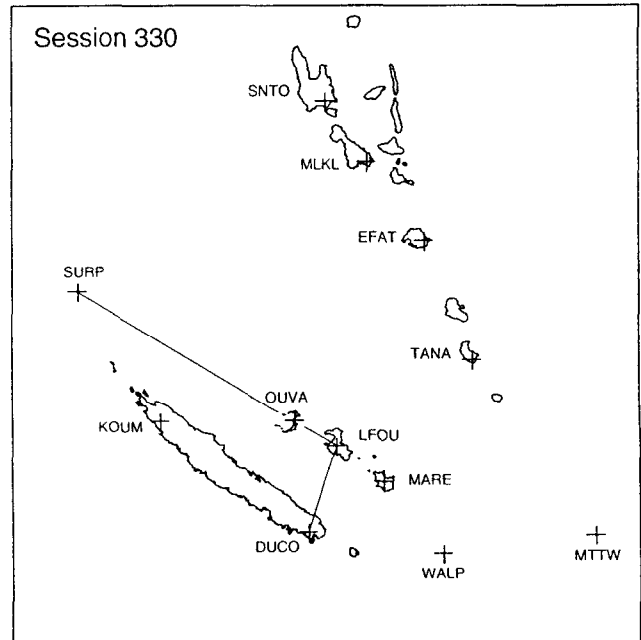 Session 330
SNTO
MLKL
EFAT
SURP
TANA
OUVA
KOUM
LFOU
MARE
DUCO
WALP
MTTW